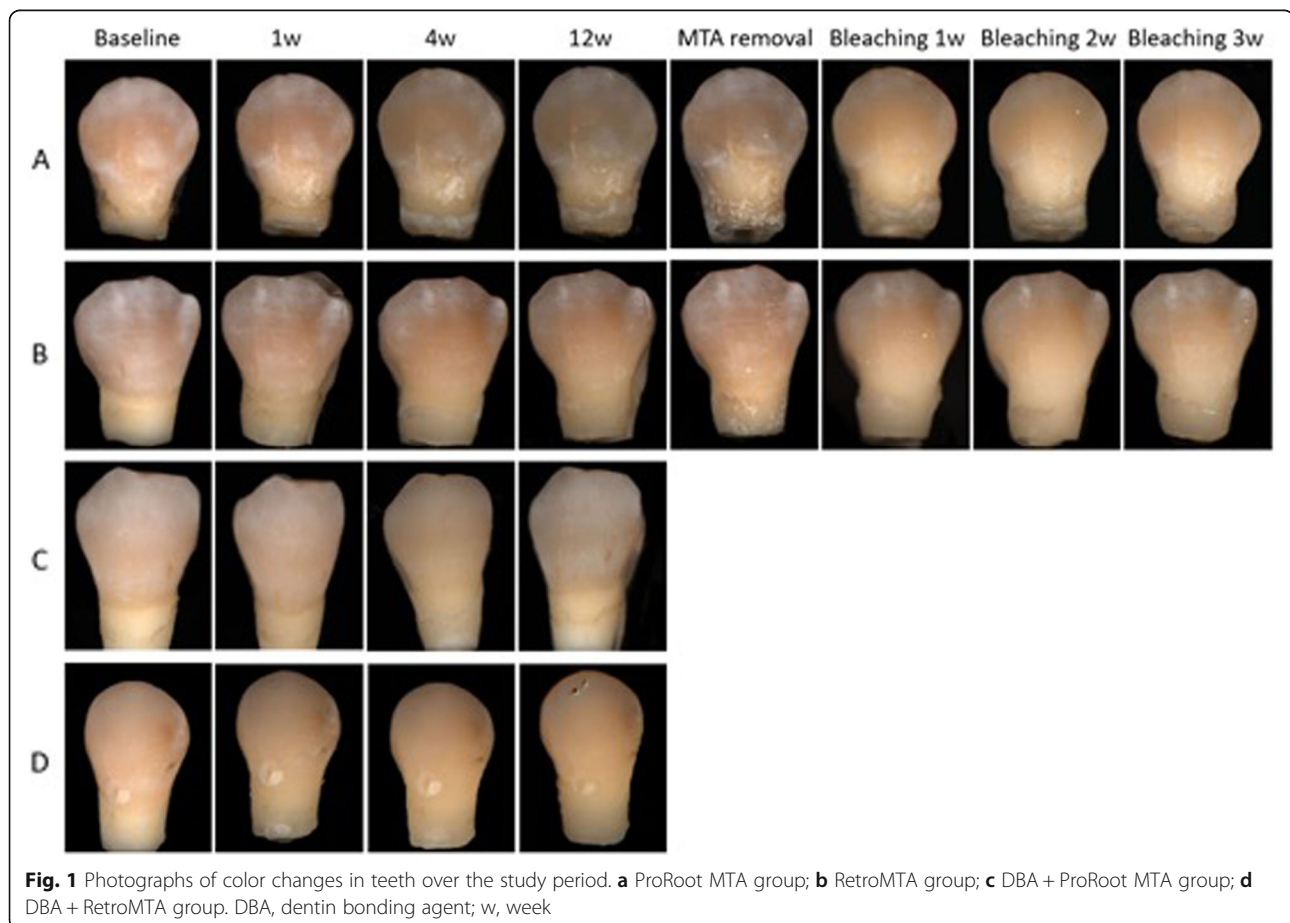 Baseline 1w 4w 12w MTA removal Bleaching 1w Bleaching 2w Bleaching 3w
A
B
C
D
Fig. 1 Photographs of color changes in teeth over the study period. a ProRoot MTA group; b RetroMTA group; c DBA + ProRoot MTA group; d
DBA + RetroMTA group. DBA, dentin bonding agent; w, week